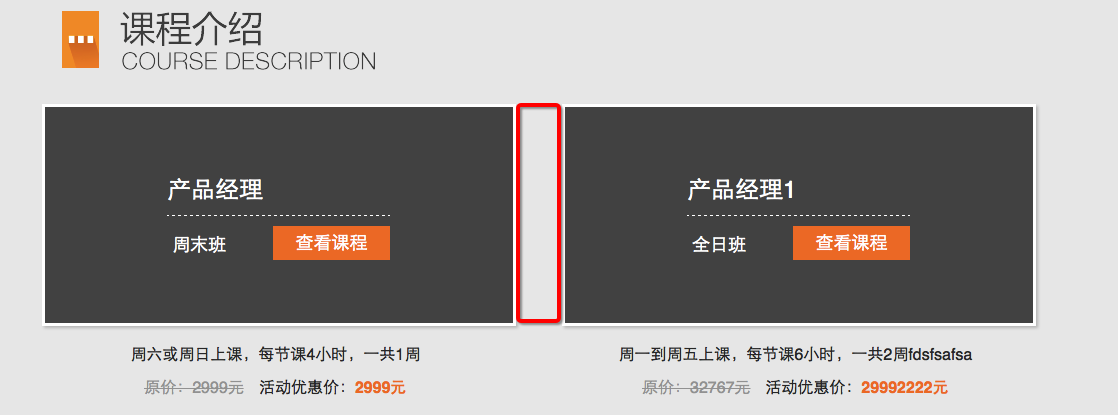 课程介绍
COURSE DESCRIPTION
产品经理
周末班 查看课程
产品经理1
全日班 查看课程
周六或周日上课，每节课4小时，一共1周
原价：2999元 活动优惠价：2999元
周一到周五上课，每节课6小时，一共2周fdsfsafsa
原价：32767元 活动优惠价：29992222元